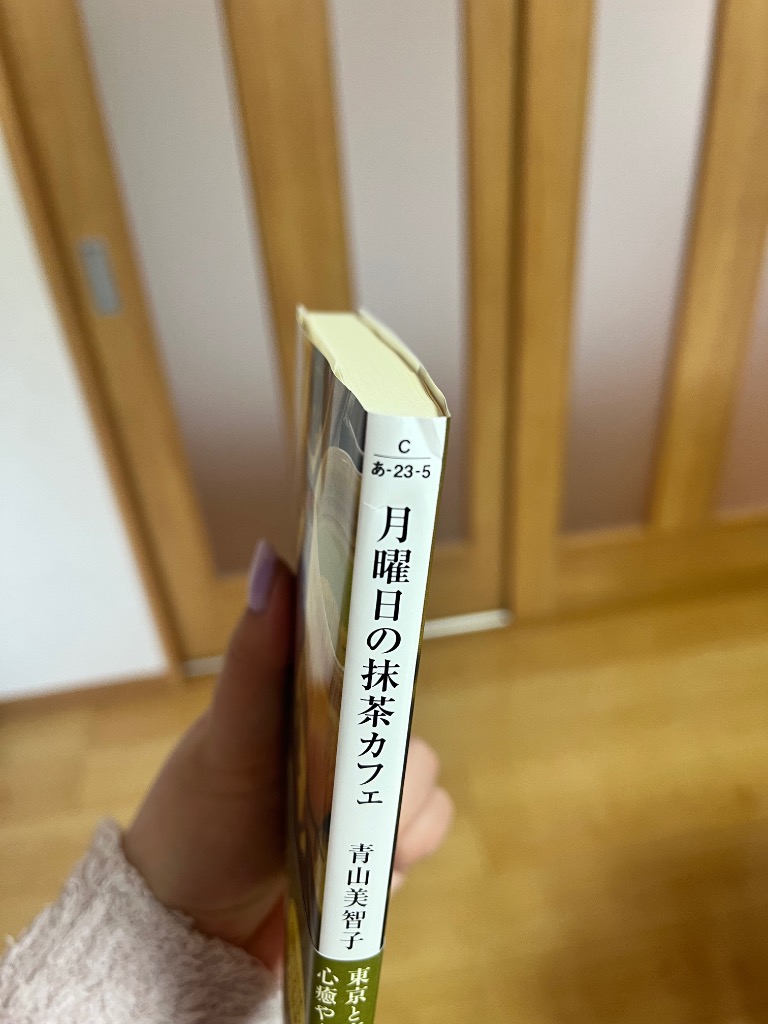 C
あ-23-5
月曜日の抹茶カフェ
青山美智子
東京と
心癒や